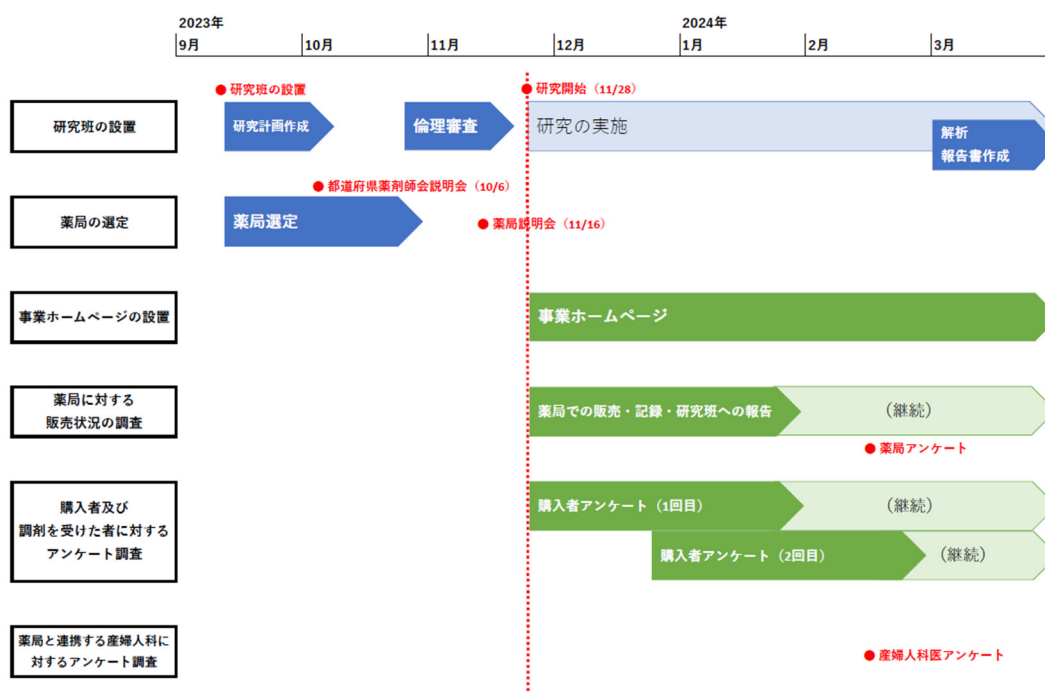 2023年
2024年
9月
10月
11月
12月
1月
2月
3月
研究班の設置
● 研究班の設置
研究計画作成
倫理審査
● 研究開始（11/28）
研究の実施
解析
報告書作成
薬局の選定
● 都道府県薬剤師会説明会（10/6）
薬局選定
● 薬局説明会（11/16）
事業ホームページの設置
事業ホームページ
薬局に対する
販売状況の調査
薬局での販売・記録・研究班への報告
（継続）
● 薬局アンケート
購入者及び
調剤を受けた者に対する
アンケート調査
購入者アンケート（1回目）
（継続）
購入者アンケート（2回目）
（継続）
薬局と連携する産婦人科に
対するアンケート調査
● 産婦人科医アンケート